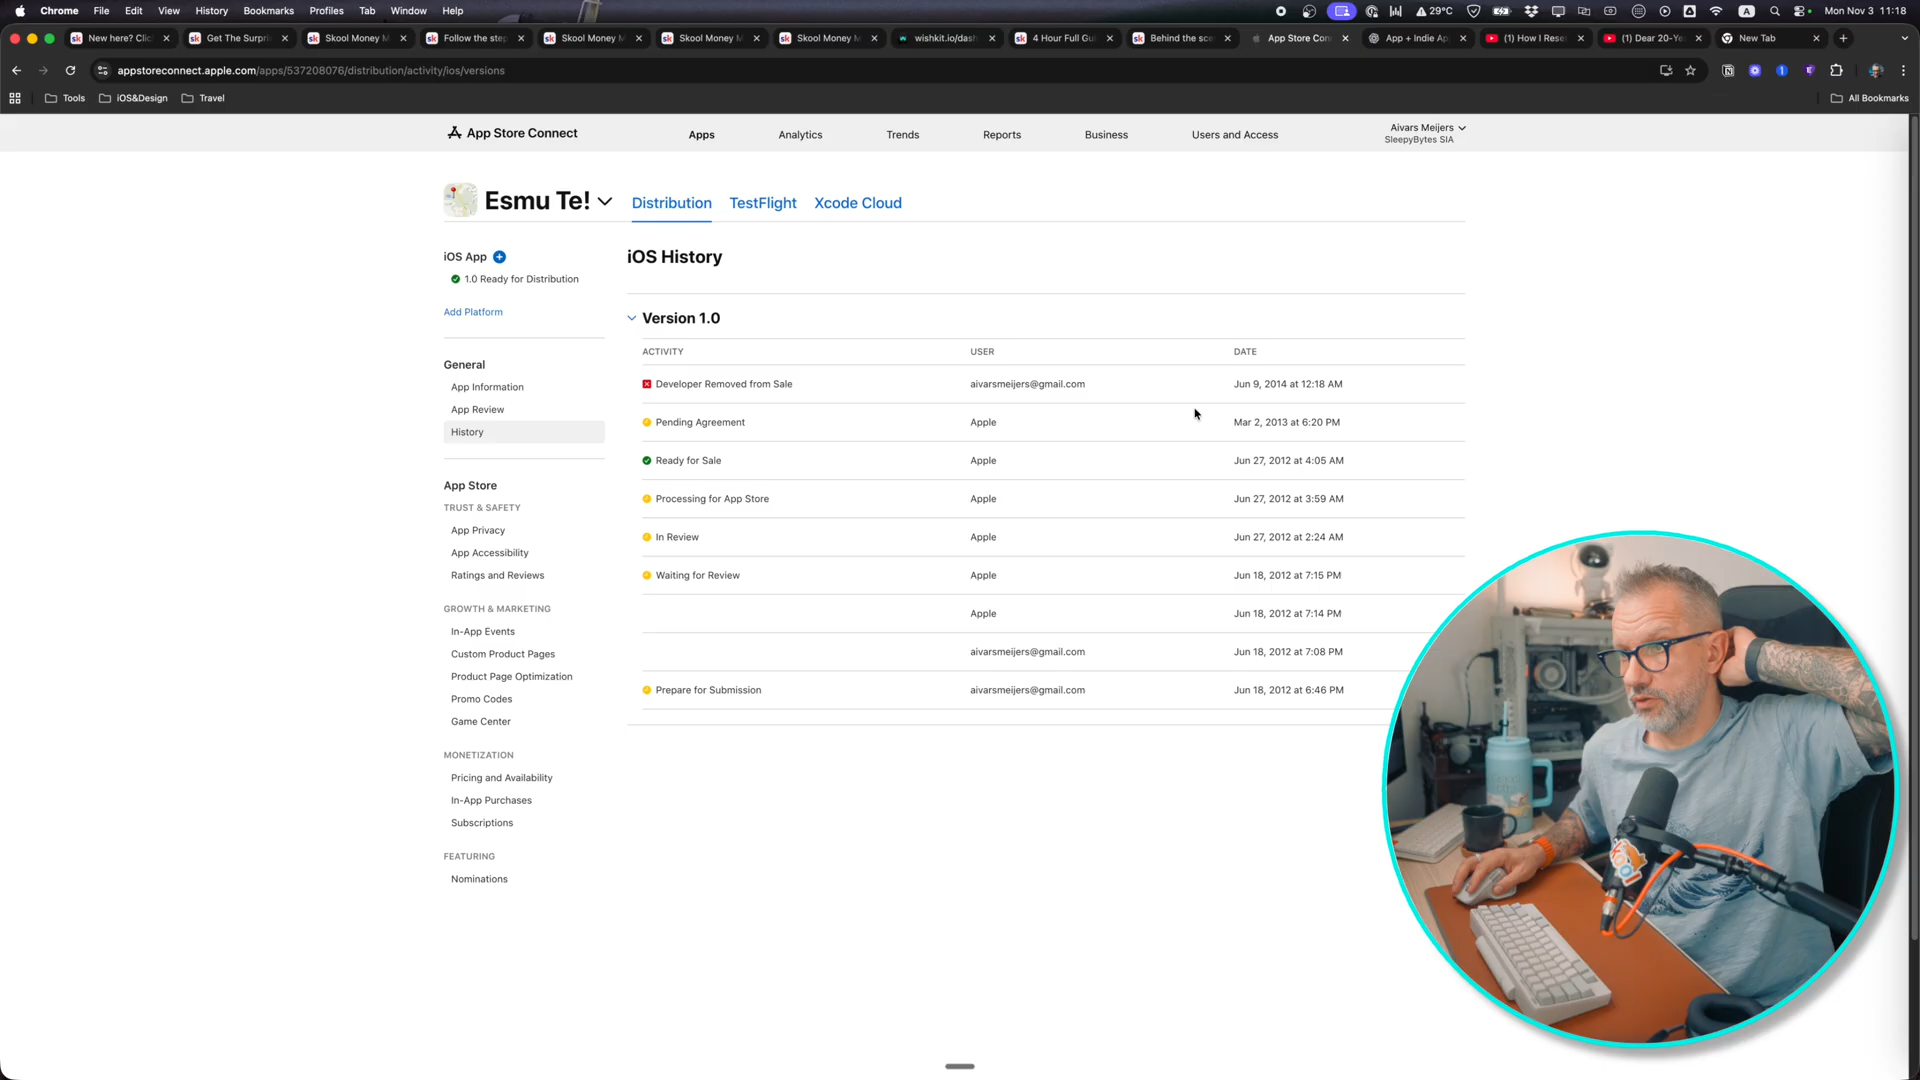 Chrome File Edit View History Bookmarks Profiles Tab Window Help 29°C A Mon Nov 3 11:18
New here? Clic Get The Surpri Skool Money M Follow the step Skool Money M Skool Money M Skool Money M wishkit.io/dash 4 Hour Full Gu Behind the sce App Store Con App + Indie Ap (1) How I Rese (1) Dear 20-Ye New Tab
appstoreconnect.apple.com/apps/537208076/distribution/activity/ios/versions
Tools iOS&Design Travel All Bookmarks
App Store Connect Apps Analytics Trends Reports Business Users and Access Aivars Meijers
SleepyBytes SIA
Esmu Te! Distribution TestFlight Xcode Cloud
iOS App
1.0 Ready for Distribution
Add Platform
General
App Information
App Review
History
App Store
TRUST & SAFETY
App Privacy
App Accessibility
Ratings and Reviews
GROWTH & MARKETING
In-App Events
Custom Product Pages
Product Page Optimization
Promo Codes
Game Center
MONETIZATION
Pricing and Availability
In-App Purchases
Subscriptions
FEATURING
Nominations
iOS History
Version 1.0
ACTIVITY USER DATE
Developer Removed from Sale aivarsmeijers@gmail.com Jun 9, 2014 at 12:18 AM
Pending Agreement Apple Mar 2, 2013 at 6:20 PM
Ready for Sale Apple Jun 27, 2012 at 4:05 AM
Processing for App Store Apple Jun 27, 2012 at 3:59 AM
In Review Apple Jun 27, 2012 at 2:24 AM
Waiting for Review Apple Jun 18, 2012 at 7:15 PM
Apple Jun 18, 2012 at 7:14 PM
aivarsmeijers@gmail.com Jun 18, 2012 at 7:08 PM
Prepare for Submission aivarsmeijers@gmail.com Jun 18, 2012 at 6:46 PM